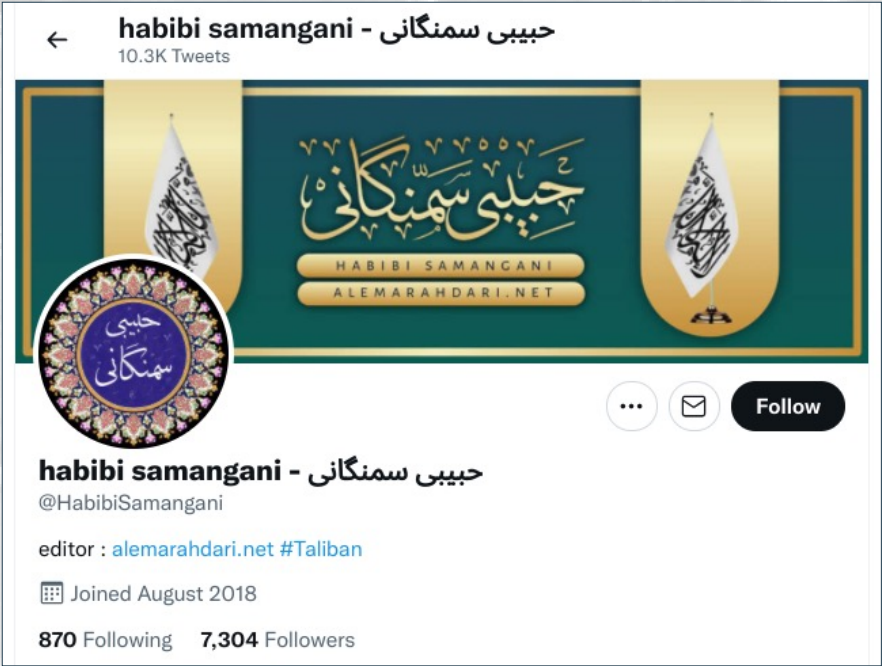 habibi samangani - حبیبی سمنگانی
10.3K Tweets
حبیبی سمنگانی
HABIBI SAMANGANI
ALEMARAHDARI.NET
حبیبی
سمنگانی
Follow
habibi samangani - حبیبی سمنگانی
@HabibiSamangani
editor : alemarahdari.net #Taliban
Joined August 2018
870 Following 7,304 Followers